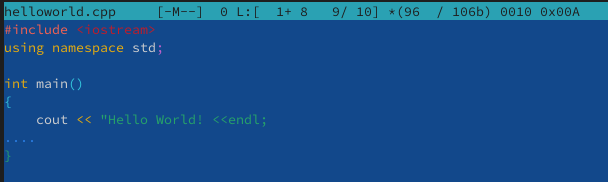 helloworld.cpp [-M--] 0 L:[ 1+ 8 9/ 10] *(96 / 106b) 0010 0x00A
#include <iostream>
using namespace std;
int main()
{
cout << "Hello World! <<endl;
....
}